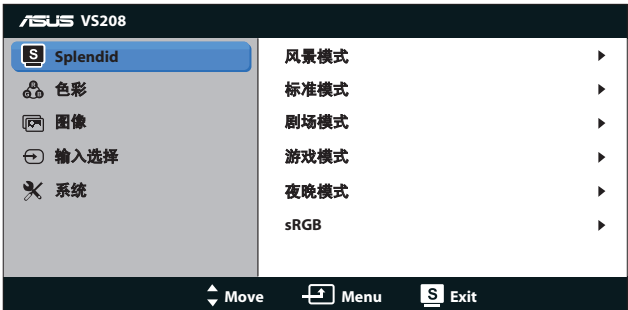 ASUS VS208
S Splendid
色彩
图像
输入选择
系统
风景模式
标准模式
剧场模式
游戏模式
夜晚模式
sRGB
Move Menu S Exit